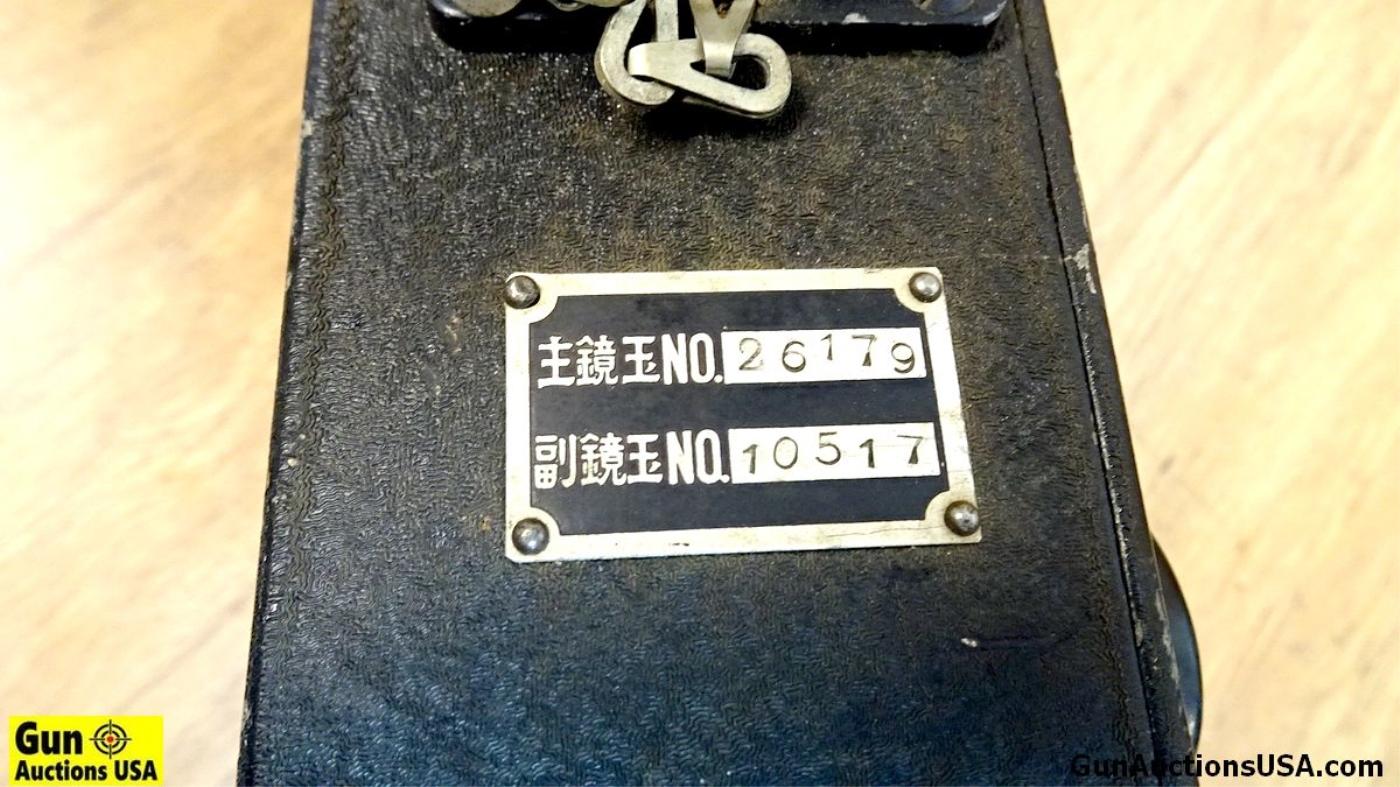 主鏡玉NO. 26179
副鏡玉NO. 10517
Gun
Auctions USA
GunAuctionsUSA.com